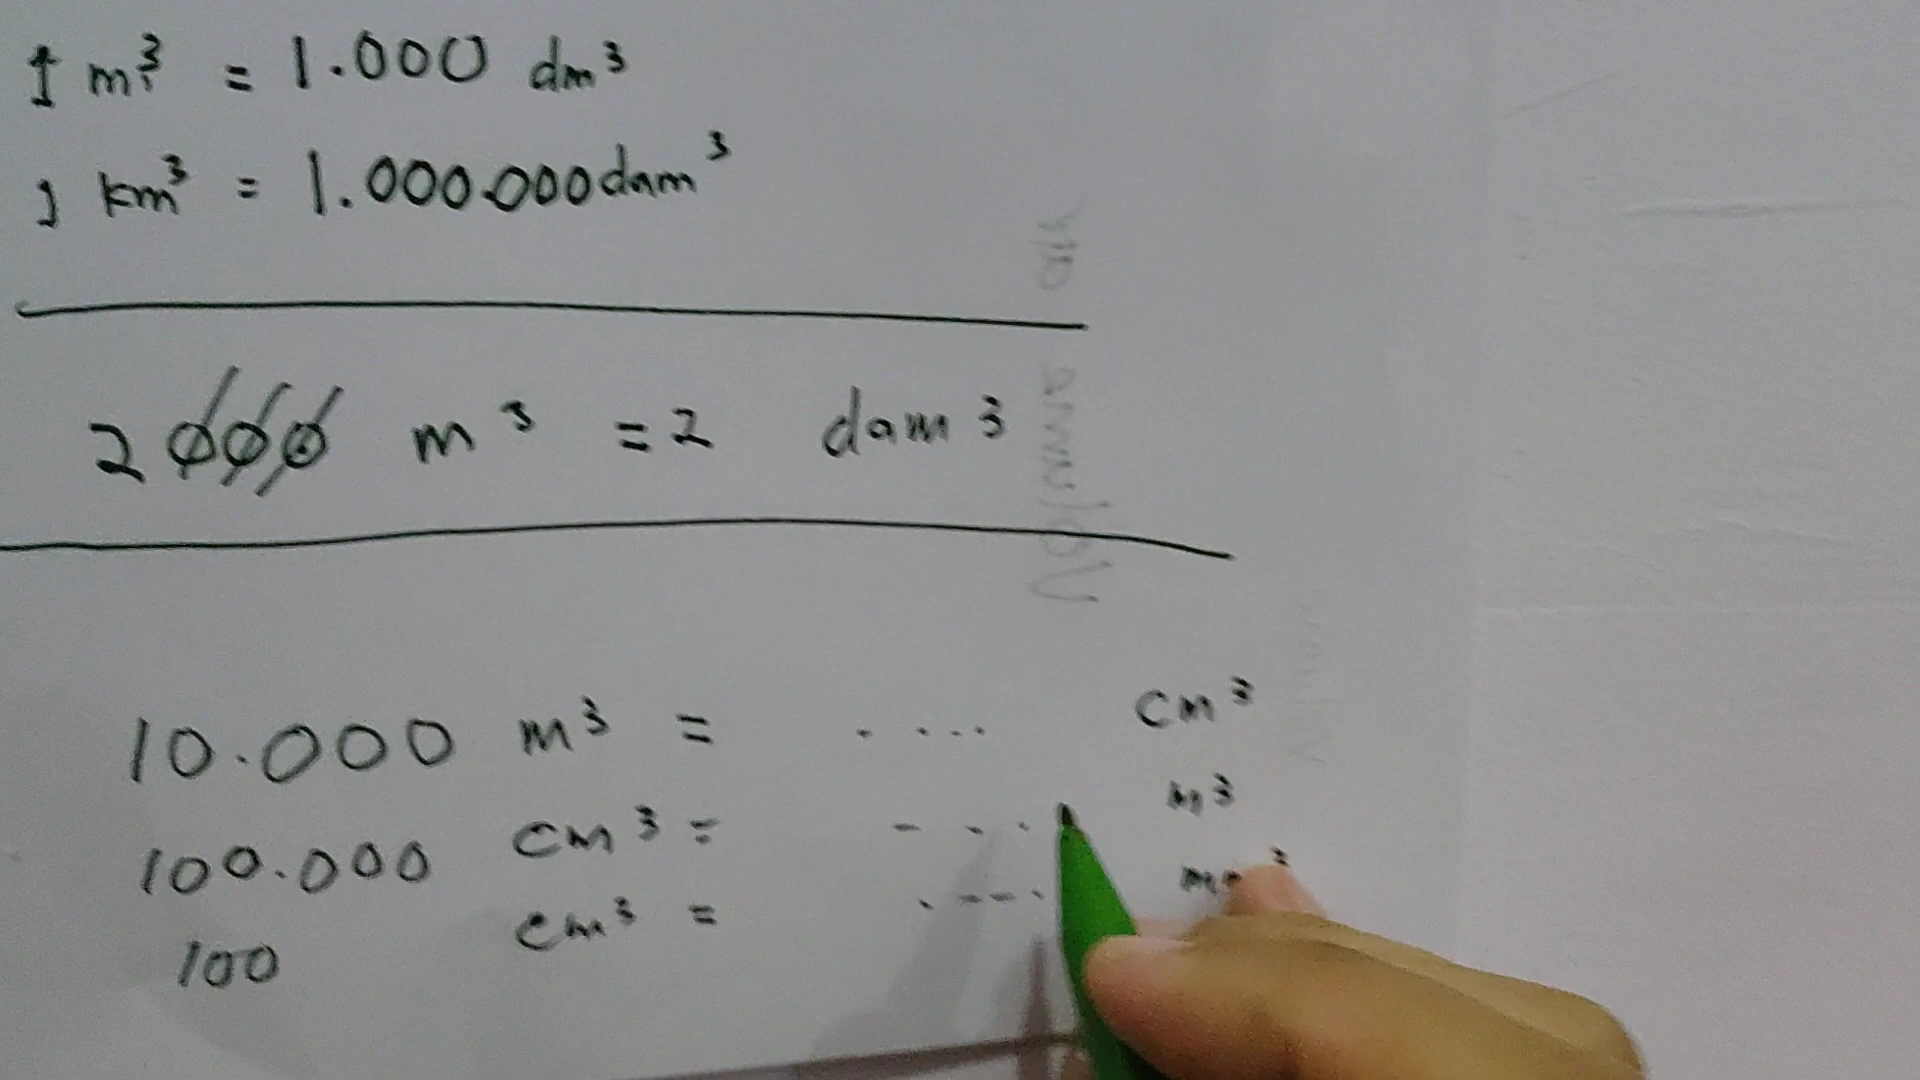 1 m³ = 1.000 dm³
1 km³ = 1.000.000 dam³
2000 m³ = 2 dam³
10.000 m³ = .... cm³
100.000 cm³ = .... m³
100 cm³ = ....